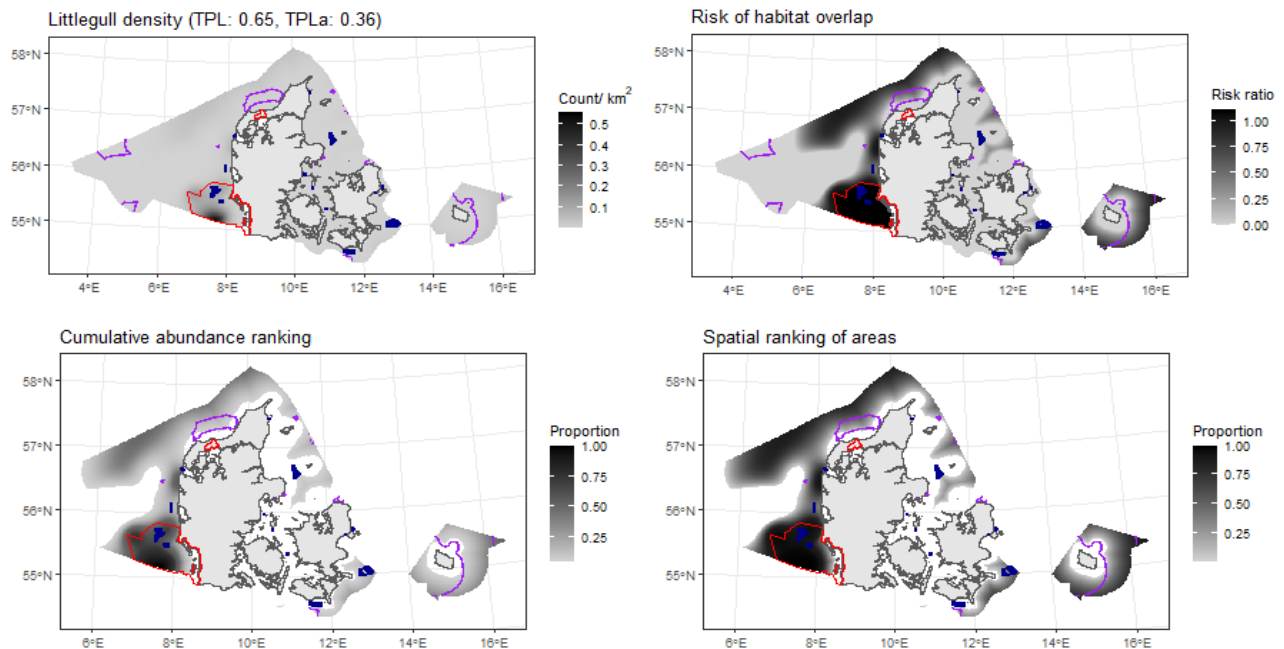 Littlegull density (TPL: 0.65, TPLa: 0.36)
58°N
57°N
56°N
55°N
4°E 6°E 8°E 10°E 12°E 14°E 16°E
Count/ km²
0.5
0.4
0.3
0.2
0.1
Risk of habitat overlap
58°N
57°N
56°N
55°N
4°E 6°E 8°E 10°E 12°E 14°E 16°E
Risk ratio
1.00
0.75
0.50
0.25
0.00
Cumulative abundance ranking
58°N
57°N
56°N
55°N
6°E 8°E 10°E 12°E 14°E 16°E
Proportion
1.00
0.75
0.50
0.25
Spatial ranking of areas
58°N
57°N
56°N
55°N
6°E 8°E 10°E 12°E 14°E 16°E
Proportion
1.00
0.75
0.50
0.25